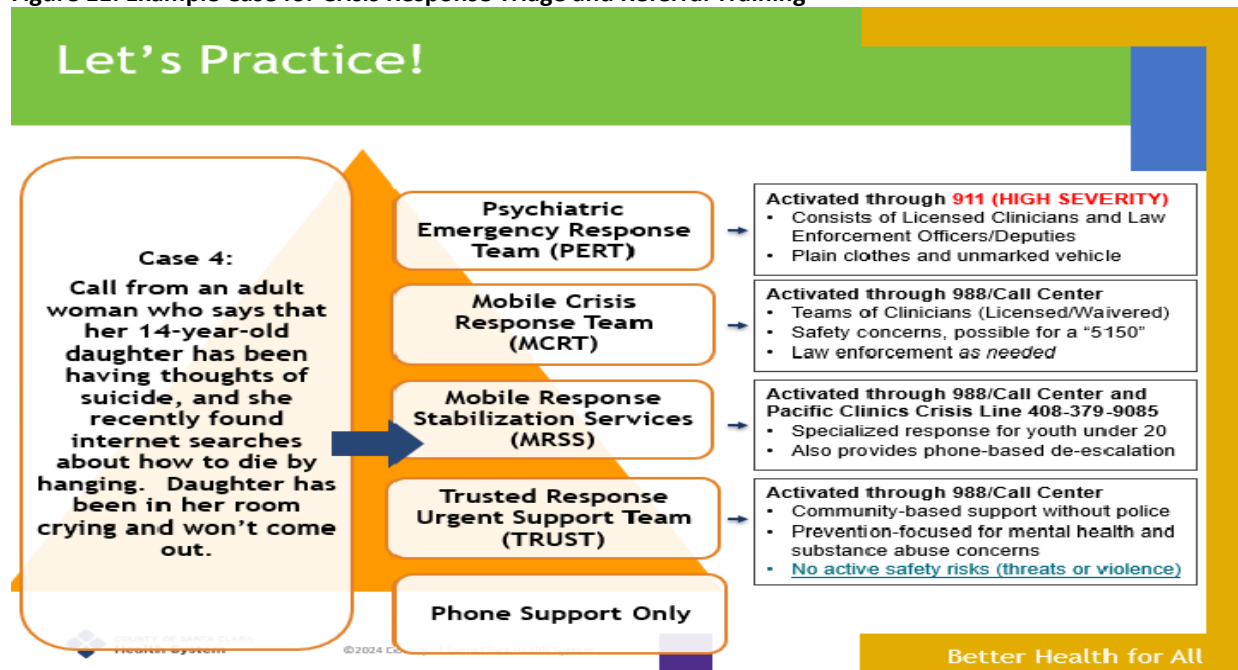 Let's Practice!
Case 4:
Call from an adult
woman who says that
her 14-year-old
daughter has been
having thoughts of
suicide, and she
recently found
internet searches
about how to die by
hanging. Daughter has
been in her room
crying and won't come
out.
Psychiatric
Emergency Response
Team (PERT)
Activated through 911 (HIGH SEVERITY)
• Consists of Licensed Clinicians and Law
Enforcement Officers/Deputies
• Plain clothes and unmarked vehicle
Mobile Crisis
Response Team
(MCRT)
Activated through 988/Call Center
• Teams of Clinicians (Licensed/Waivered)
• Safety concerns, possible for a "5150"
• Law enforcement as needed
Mobile Response
Stabilization Services
(MRSS)
Activated through 988/Call Center and
Pacific Clinics Crisis Line 408-379-9085
• Specialized response for youth under 20
• Also provides phone-based de-escalation
Trusted Response
Urgent Support Team
(TRUST)
Activated through 988/Call Center
• Community-based support without police
• Prevention-focused for mental health and
substance abuse concerns
• No active safety risks (threats or violence)
Phone Support Only
COUNTY OF SANTA CLARA
Health System
©2024
Better Health for All